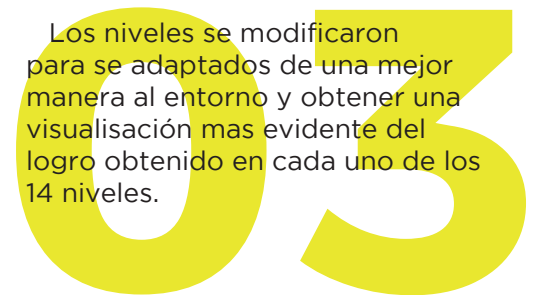 03
Los niveles se modificaron
para se adaptados de una mejor
manera al entorno y obtener una
visualisación mas evidente del
logro obtenido en cada uno de los
14 niveles.